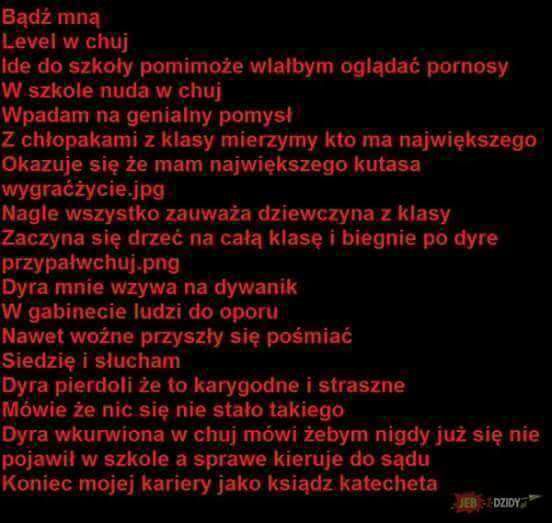 Bądź mną
Level w chuj
Ide do szkoły pomimoże wlałbym oglądać pornosy
W szkole nuda w chuj
Wpadam na genialny pomysł
Z chłopakami z klasy mierzymy kto ma największego
Okazuje się że mam największego kutasa
wygraćżycie.jpg
Nagle wszystko zauważa dziewczyna z klasy
Zaczyna się drzeć na całą klasę i biegnie po dyre
przypałwchuj.png
Dyra mnie wzywa na dywanik
W gabinecie ludzi do oporu
Nawet woźne przyszły się pośmiać
Siedzię i słucham
Dyra pierdoli że to karygodne i straszne
Mówie że nic się nie stało takiego
Dyra wkurwiona w chuj mówi żebym nigdy już się nie
pojawił w szkole a sprawe kieruje do sądu
Koniec mojej kariery jako ksiądz katecheta
JEB DZIDY